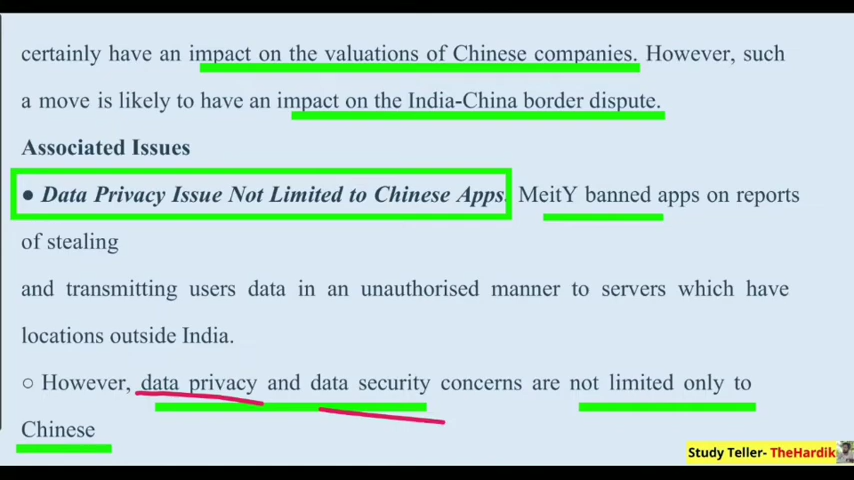 certainly have an impact on the valuations of Chinese companies. However, such
a move is likely to have an impact on the India-China border dispute.
Associated Issues
● Data Privacy Issue Not Limited to Chinese Apps. MeitY banned apps on reports
of stealing
and transmitting users data in an unauthorised manner to servers which have
locations outside India.
○ However, data privacy and data security concerns are not limited only to
Chinese
Study Teller- TheHardik